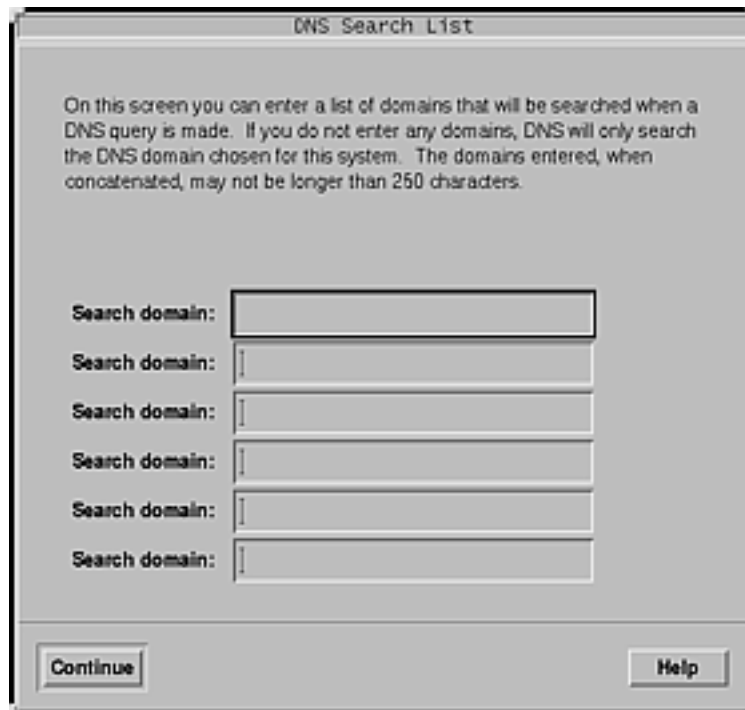 DNS Search List
On this screen you can enter a list of domains that will be searched when a
DNS query is made. If you do not enter any domains, DNS will only search
the DNS domain chosen for this system. The domains entered, when
concatenated, may not be longer than 250 characters.
Search domain:
Search domain:
Search domain:
Search domain:
Search domain:
Search domain:
Continue
Help